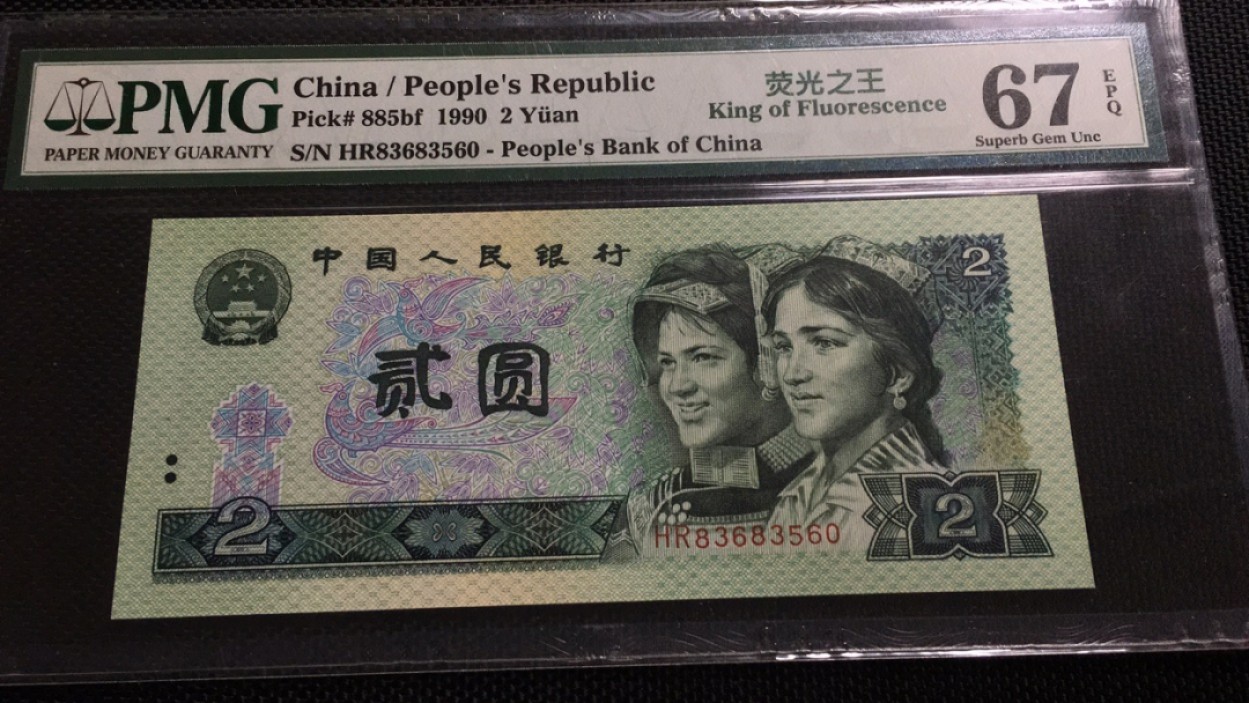 PMG
PAPER MONEY GUARANTY
China / People's Republic
Pick# 885bf 1990 2 Yüan
S/N HR83683560 - People's Bank of China
荧光之王
King of Fluorescence
67
EPQ
Superb Gem Unc
中国人民银行
2
贰圆
2
HR83683560
2